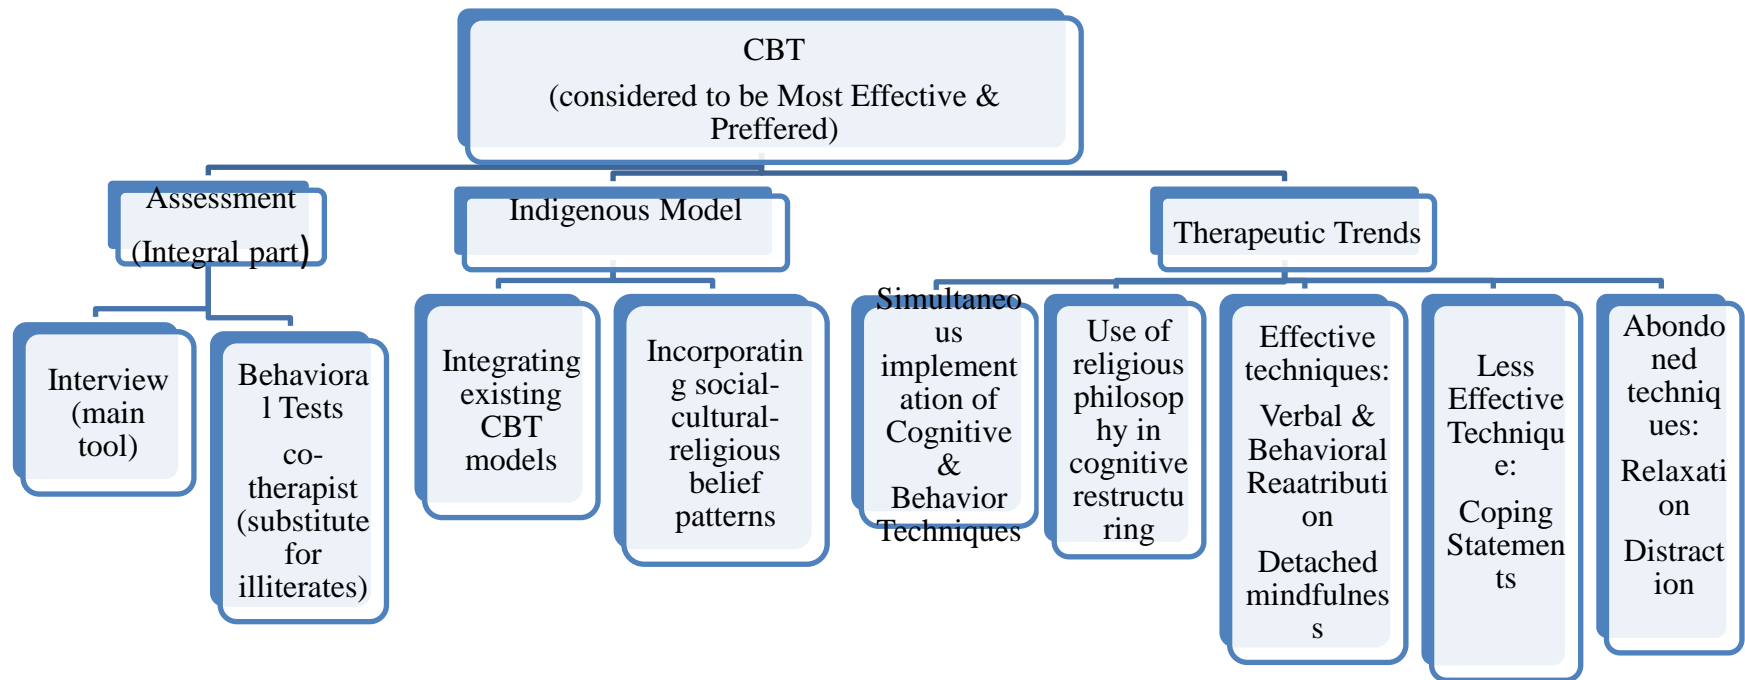 CBT
(considered to be Most Effective &
Preffered)
Assessment
(Integral part)
Indigenous Model
Therapeutic Trends
Interview
(main
tool)
Behaviora
l Tests
co-
therapist
(substitute
for
illiterates)
Integrating
existing
CBT
models
Incorporatin
g social-
cultural-
religious
belief
patterns
Simultaneo
us
implement
ation of
Cognitive
&
Behavior
Techniques
Use of
religious
philosop
hy in
cognitive
restructu
ring
Effective
techniques:
Verbal &
Behavioral
Reaatributi
on
Detached
mindfulnes
s
Less
Effective
Techniqu
e:
Coping
Statemen
ts
Abondo
ned
techniq
ues:
Relaxati
on
Distract
ion